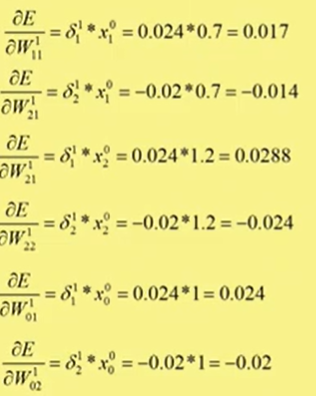 ∂E/∂W¹₁₁ = δ¹₁ * x⁰₁ = 0.024*0.7 = 0.017
∂E/∂W¹₂₁ = δ¹₂ * x⁰₁ = −0.02*0.7 = −0.014
∂E/∂W¹₂₁ = δ¹₁ * x⁰₂ = 0.024*1.2 = 0.0288
∂E/∂W¹₂₂ = δ¹₂ * x⁰₂ = −0.02*1.2 = −0.024
∂E/∂W¹₀₁ = δ¹₁ * x⁰₀ = 0.024*1 = 0.024
∂E/∂W¹₀₂ = δ¹₂ * x⁰₀ = −0.02*1 = −0.02